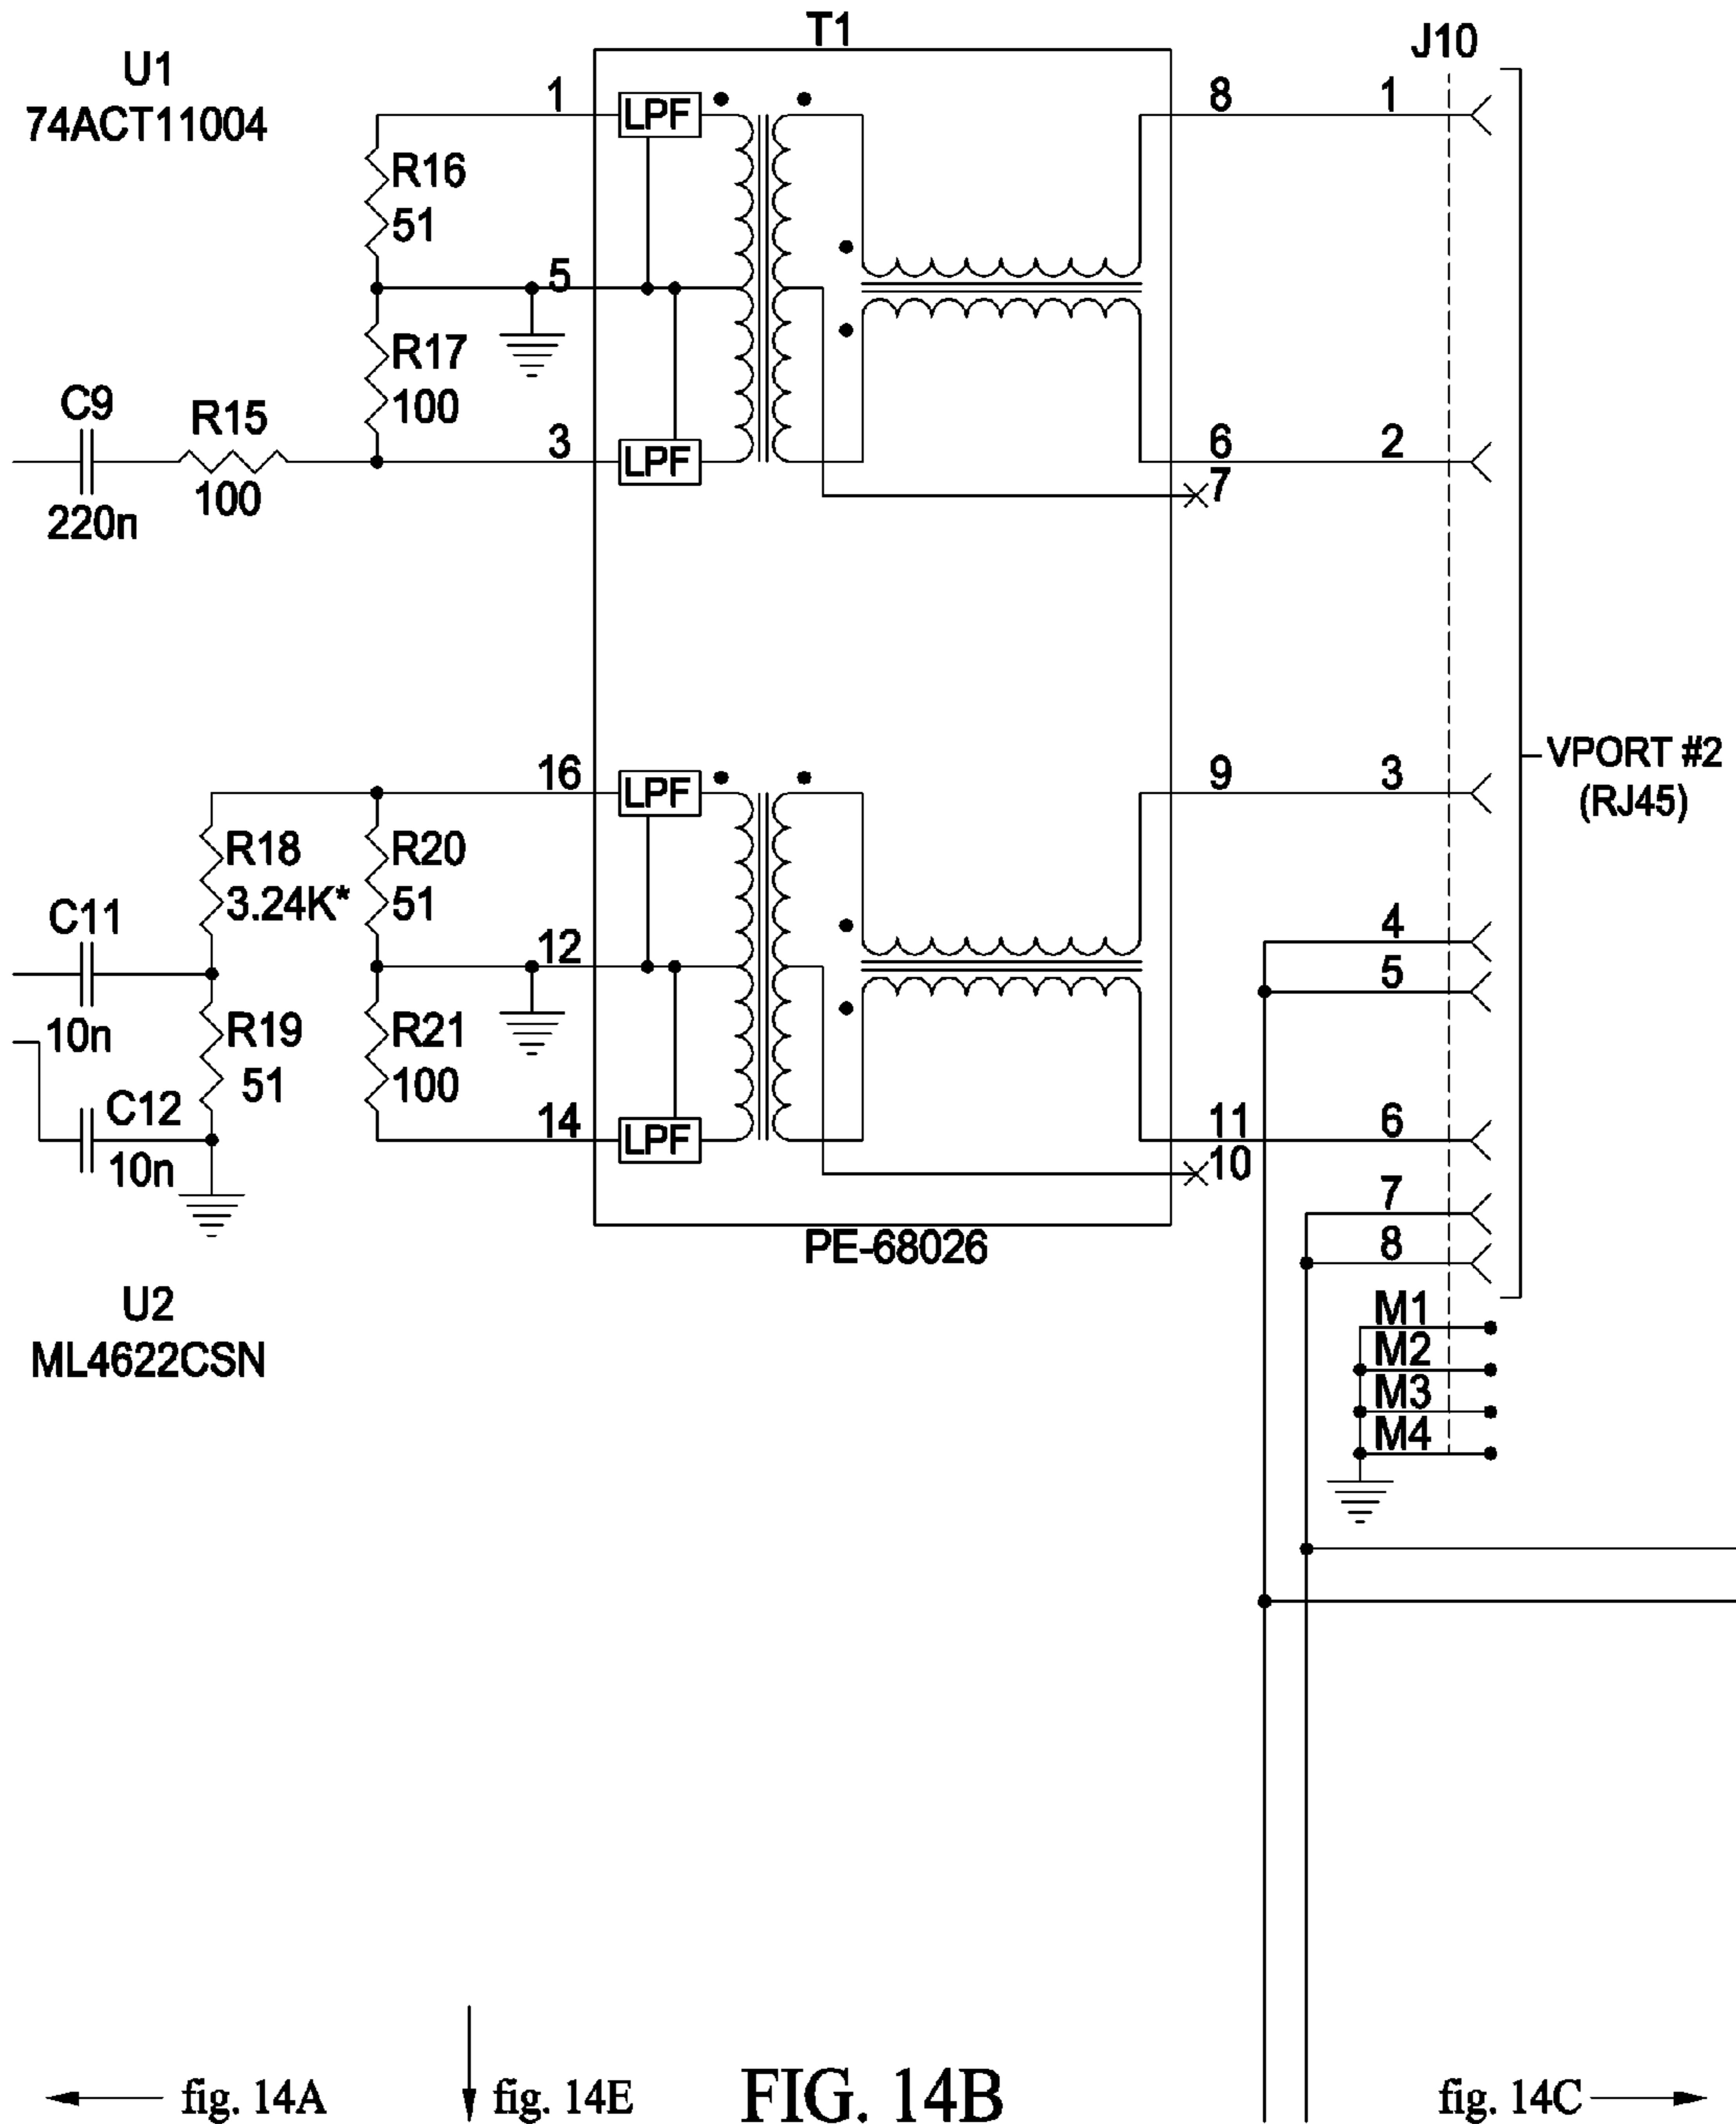 T1
J10
U1
74ACT11004
1
LPF
8
1
R16
51
5
R17
100
C9
220n
R15
100
3
LPF
6
7
2
16
LPF
9
3
VPORT #2
(RJ45)
R18
3.24K*
R20
51
C11
10n
12
4
5
R19
51
R21
100
C12
10n
14
LPF
11
10
6
7
8
PE-68026
U2
ML4622CSN
M1
M2
M3
M4
fig. 14A
fig. 14E
FIG. 14B
fig. 14C